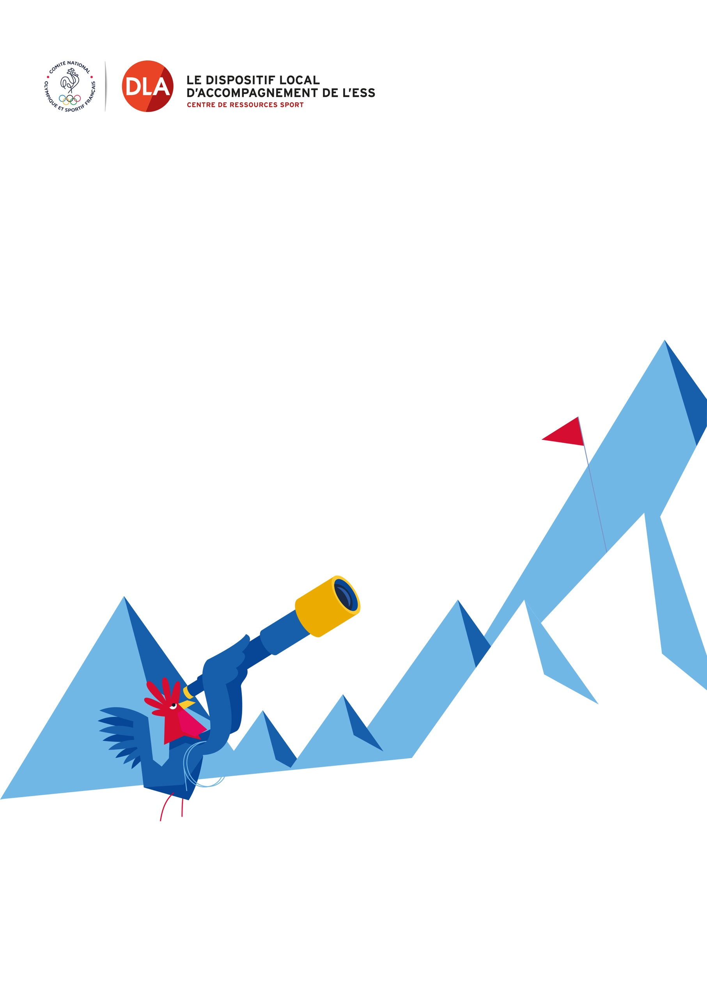 COMITÉ NATIONAL
OLYMPIQUE ET SPORTIF FRANÇAIS
DLA
LE DISPOSITIF LOCAL
D'ACCOMPAGNEMENT DE L'ESS
CENTRE DE RESSOURCES SPORT